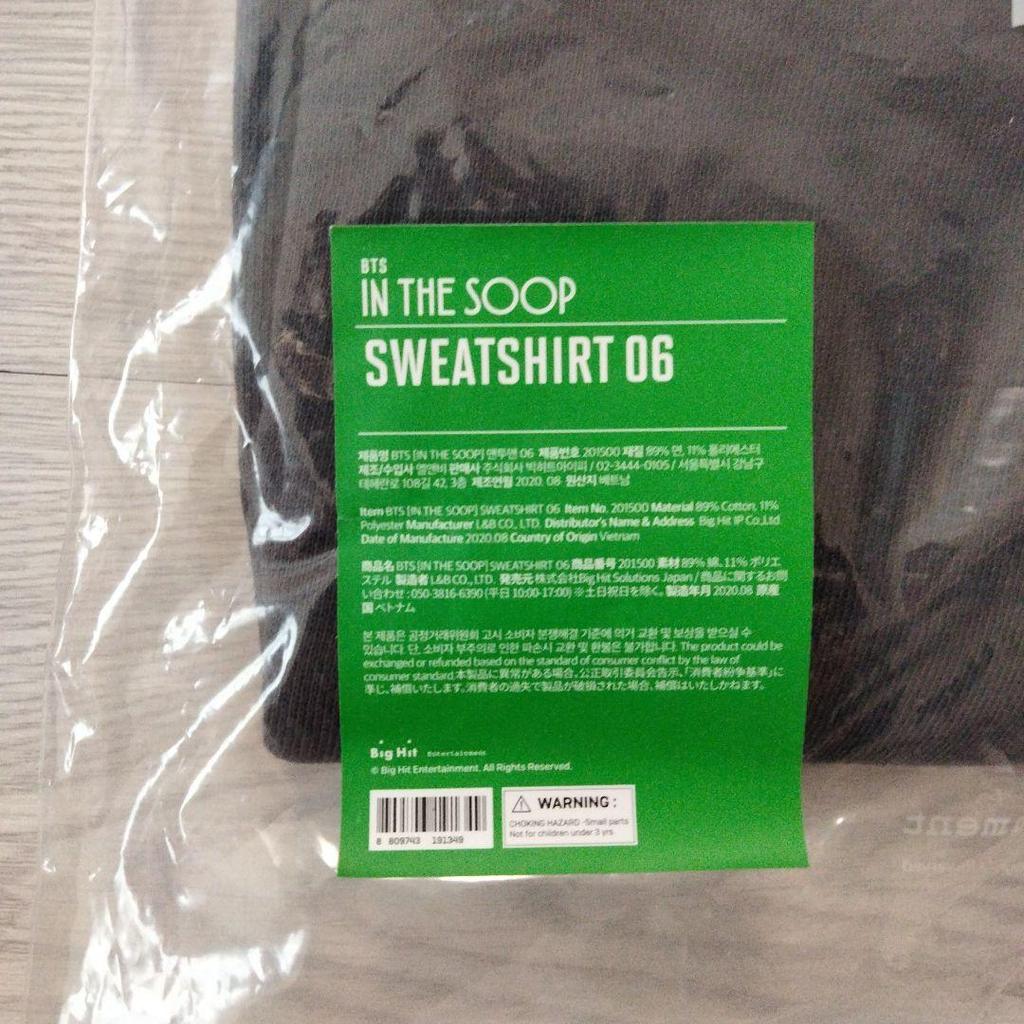 BTS
IN THE SOOP
SWEATSHIRT 06
제품명 BTS [IN THE SOOP] 맨투맨 06 제품번호 201500 재질 89% 면, 11% 폴리에스터
제조/수입사 엘앤비 판매사 주식회사 빅히트아이피 / 02-3444-0105 / 서울특별시 강남구
테헤란로 108길 42, 3층 제조연월 2020. 08 원산지 베트남
Item BTS [IN THE SOOP] SWEATSHIRT 06 Item No. 201500 Material 89% Cotton, 11%
Polyester Manufacturer L&B CO., LTD. Distributor's Name & Address Big Hit IP Co.,Ltd
Date of Manufacture 2020.08 Country of Origin Vietnam
商品名 BTS [IN THE SOOP] SWEATSHIRT 06 商品番号 201500 素材 89% 綿、11% ポリエ
ステル 製造者 L&B CO., LTD. 発売元 株式会社Big Hit Solutions Japan / 商品に関するお問
い合わせ : 050-3816-6390 (平日 10:00-17:00) ※土日祝日を除く。 製造年月 2020.08 原産
国 ベトナム
본 제품은 공정거래위원회 고시 소비자 분쟁해결 기준에 의거 교환 및 보상을 받으실 수
있습니다. 단, 소비자 부주의로 인한 파손시 교환 및 환불은 불가합니다. The product could be
exchanged or refunded based on the standard of consumer conflict by the law of
consumer standard.本製品に異常がある場合、公正取引委員会告示、「消費者紛争基準」に
準じ、補償いたします。消費者の過失で製品が破損された場合、補償はいたしかねます。
Big Hit Entertainment
© Big Hit Entertainment. All Rights Reserved.
8 809743 191349
WARNING :
CHOKING HAZARD -Small parts
Not for children under 3 yrs